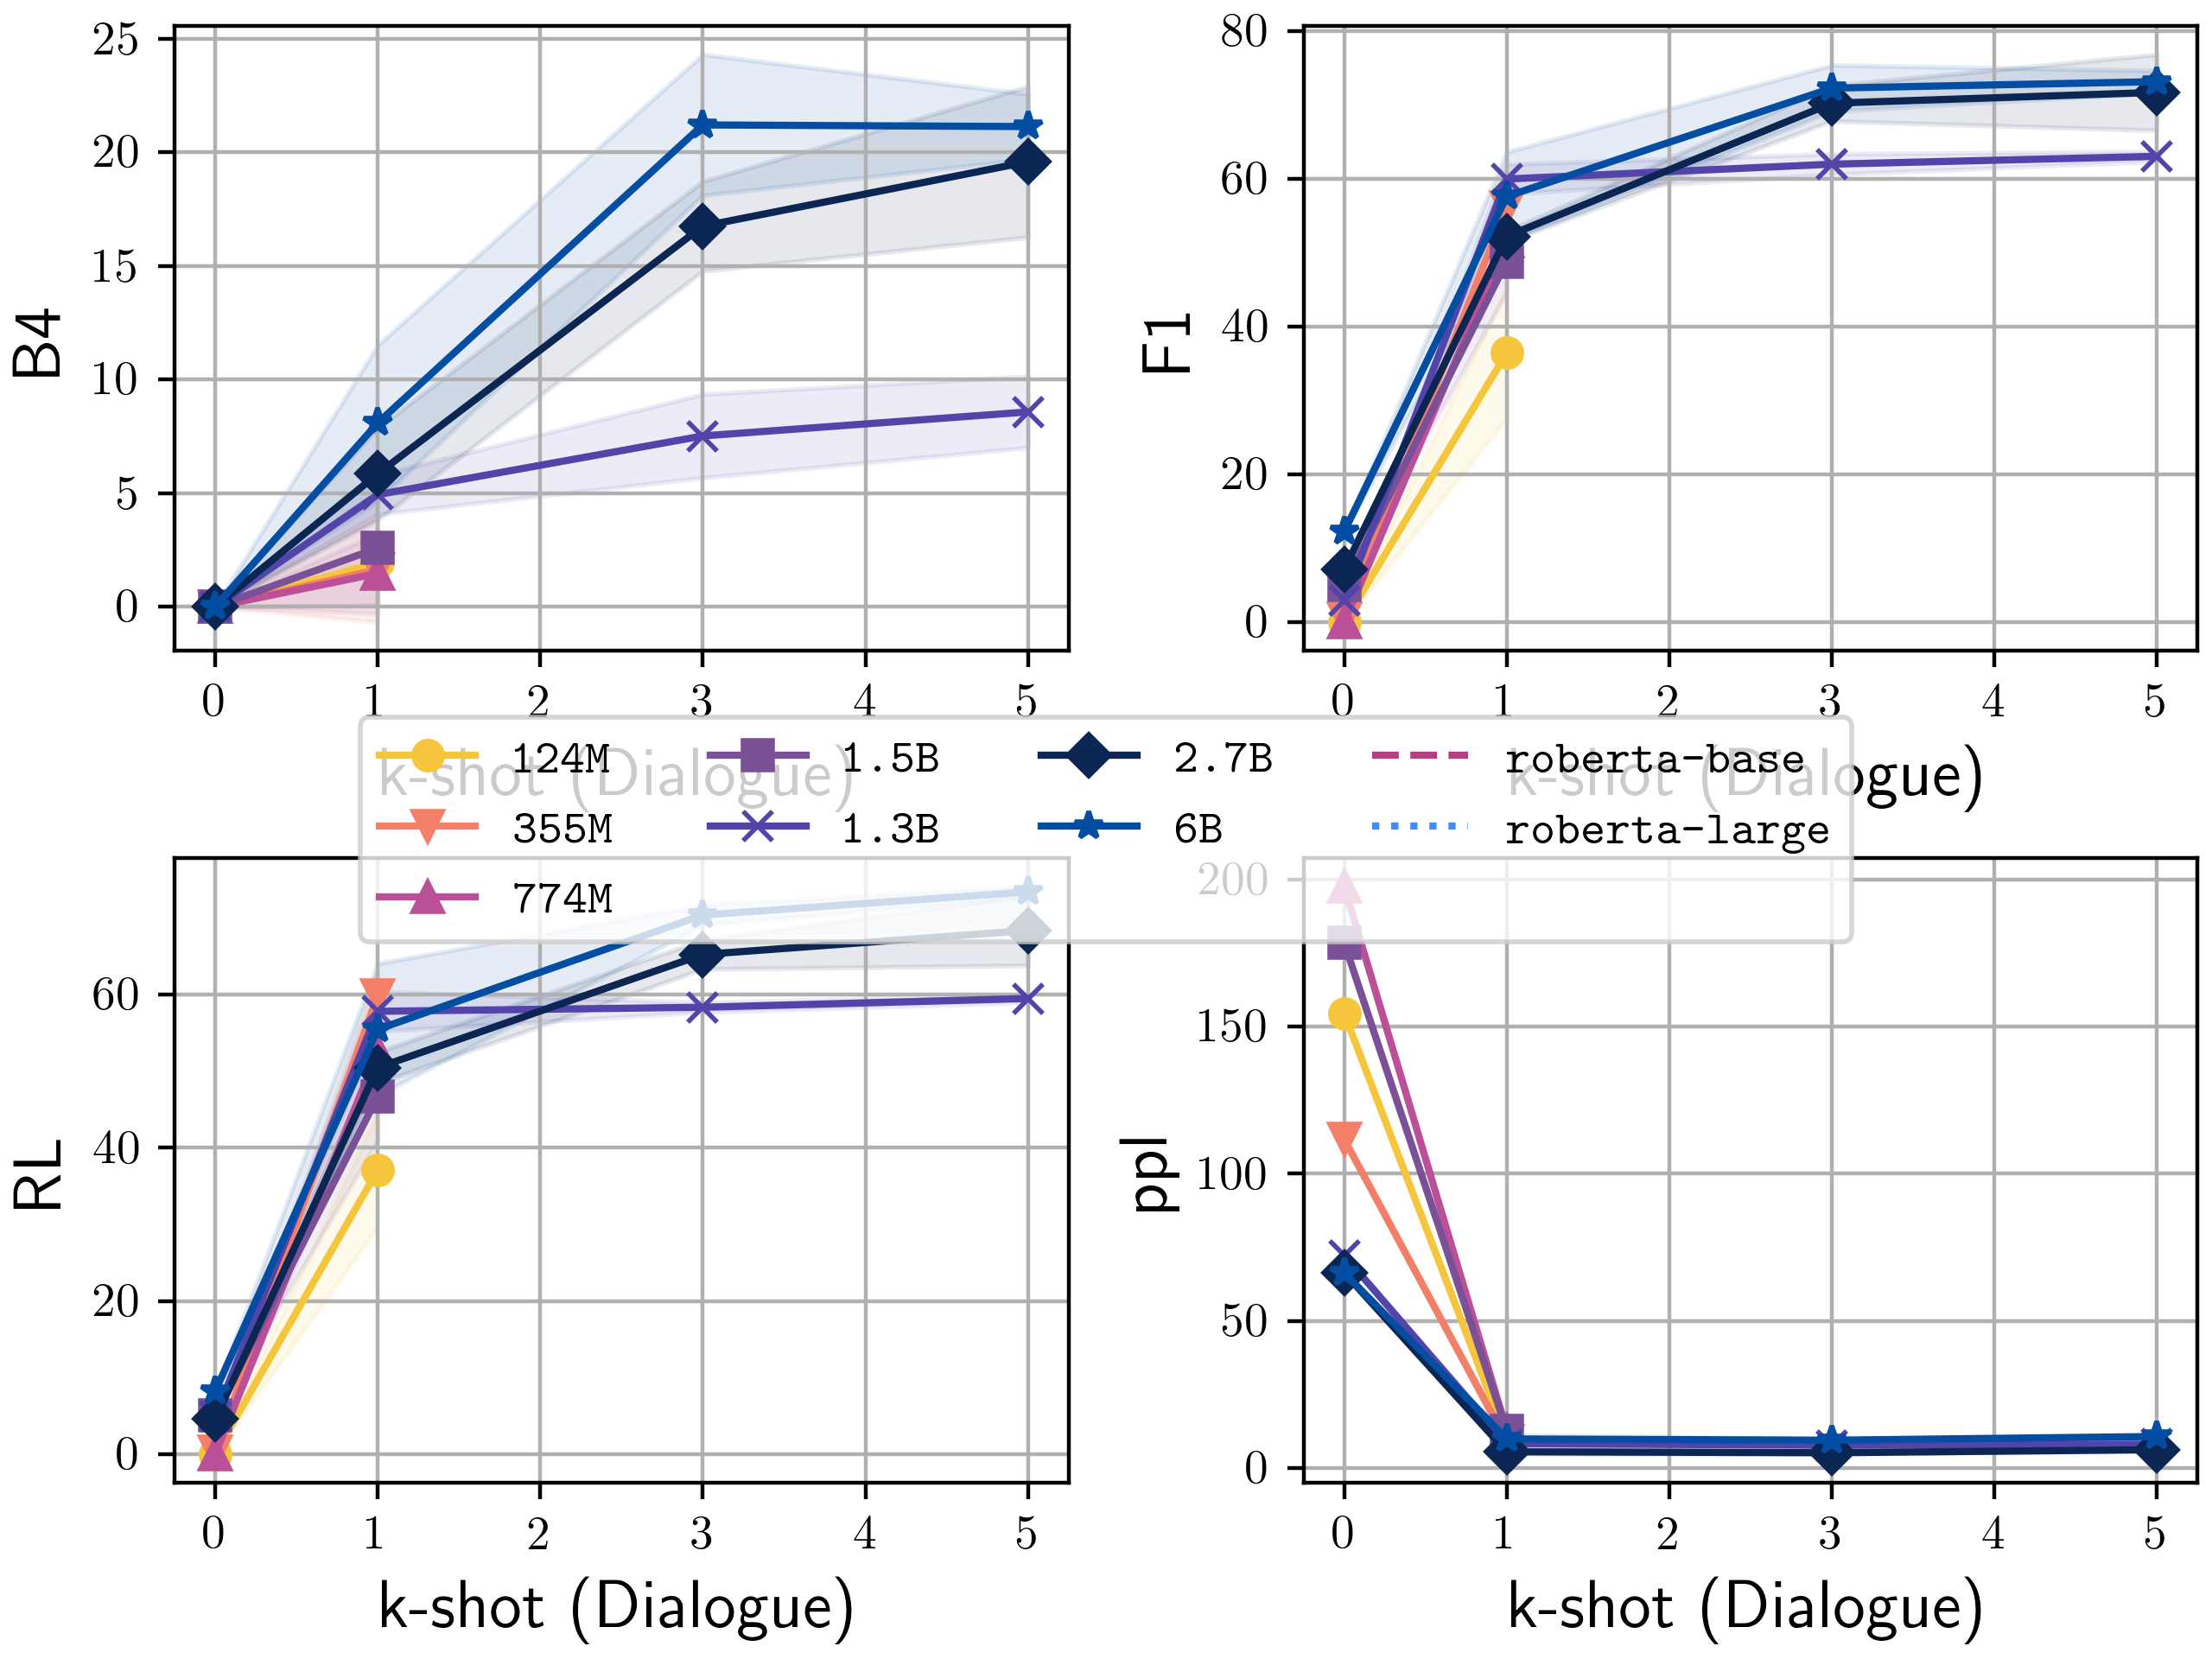 25
20
15
10
5
0
B4
0 1 2 3 4 5
k-shot (Dialogue)
80
60
40
20
0
F1
0 1 2 3 4 5
k-shot (Dialogue)
124M
355M
774M
1.5B
1.3B
2.7B
6B
roberta-base
roberta-large
60
40
20
0
RL
0 1 2 3 4 5
k-shot (Dialogue)
200
150
100
50
0
ppl
0 1 2 3 4 5
k-shot (Dialogue)